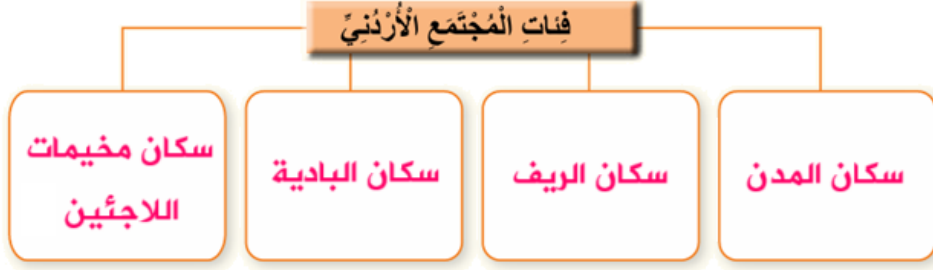 فِئاتِ الْمُجْتَمَعِ الْأُرْدُنِيِّ
سكان المدن
سكان الريف
سكان البادية
سكان مخيمات
اللاجئين